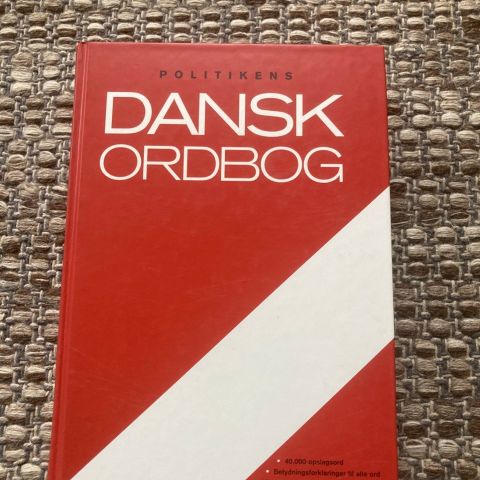 POLITIKENS
DANSK
ORDBOG
• 40.000 opslagsord
• Betydningsforklaringer til alle ord